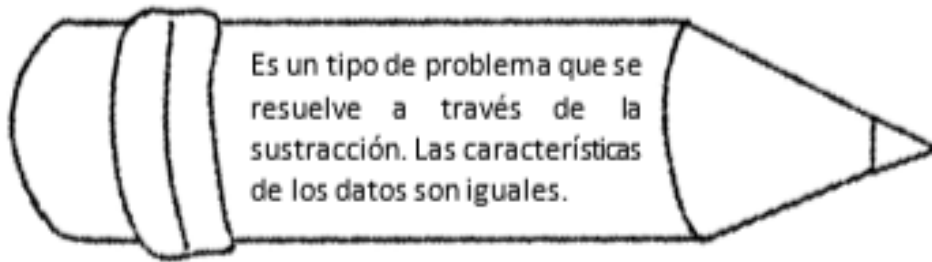 Es un tipo de problema que se
resuelve a través de la
sustracción. Las características
de los datos son iguales.